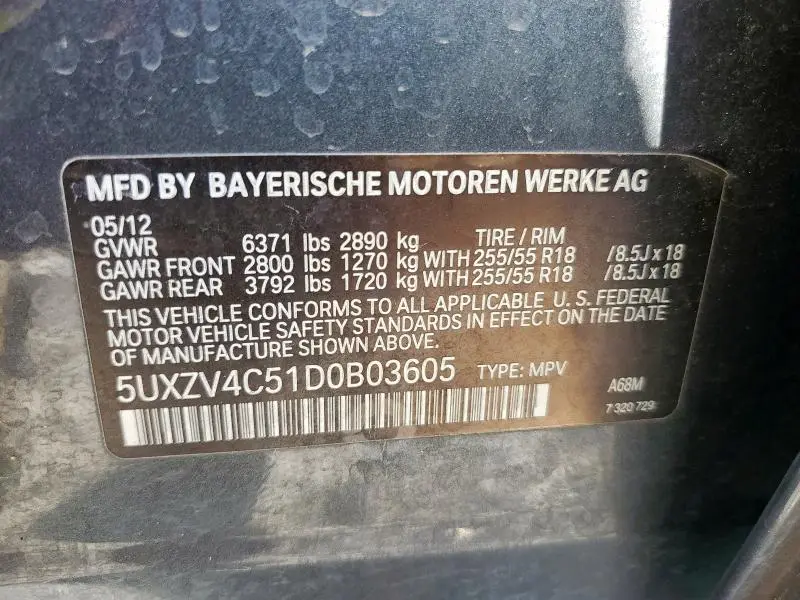 MFD BY BAYERISCHE MOTOREN WERKE AG
05/12
GVWR 6371 lbs 2890 kg TIRE / RIM
GAWR FRONT 2800 lbs 1270 kg WITH 255/55 R18 /8.5J x 18
GAWR REAR 3792 lbs 1720 kg WITH 255/55 R18 /8.5J x 18
THIS VEHICLE CONFORMS TO ALL APPLICABLE U. S. FEDERAL
MOTOR VEHICLE SAFETY STANDARDS IN EFFECT ON THE DATE
OF MANUFACTURE SHOWN ABOVE.
5UXZV4C51D0B03605 TYPE: MPV
A68M
7 320 729